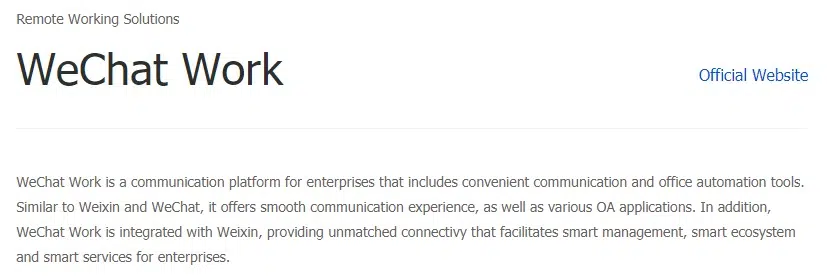 Remote Working Solutions
WeChat Work
Official Website
WeChat Work is a communication platform for enterprises that includes convenient communication and office automation tools.
Similar to Weixin and WeChat, it offers smooth communication experience, as well as various OA applications. In addition,
WeChat Work is integrated with Weixin, providing unmatched connectivy that facilitates smart management, smart ecosystem
and smart services for enterprises.